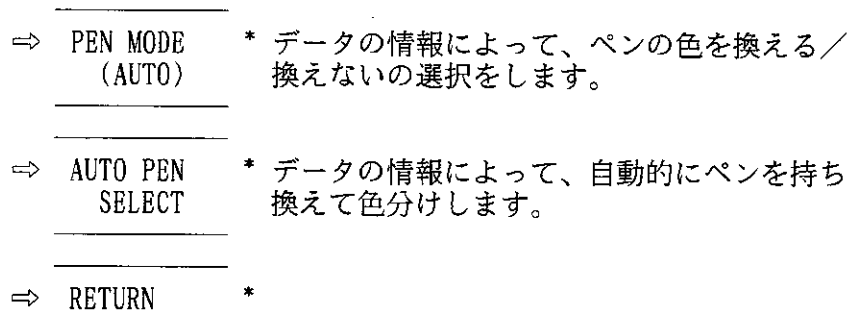 ⇨ PEN MODE * データの情報によって、ペンの色を換える／
(AUTO) 換えないの選択をします。
⇨ AUTO PEN * データの情報によって、自動的にペンを持ち
SELECT 換えて色分けします。
⇨ RETURN *